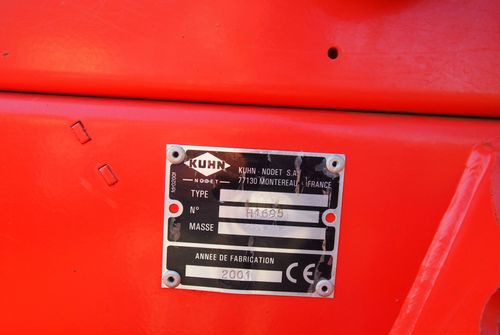 KUHN
NODET
KUHN - NODET S.A.
77130 MONTEREAU - FRANCE
TYPE
N° H1695
MASSE
ANNEE DE FABRICATION
2001 CE